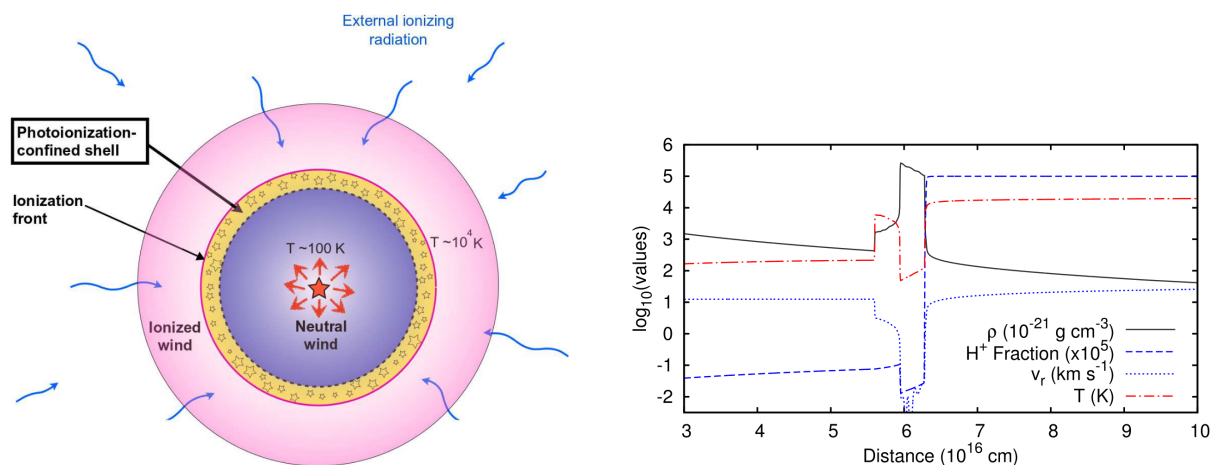 External ionizing
radiation
Photoionization-
confined shell
Ionization
front
T ~100 K
T ~10⁴ K
Neutral
wind
Ionized
wind
log₁₀(values)
6
5
4
3
2
1
0
-1
-2
ρ (10⁻²¹ g cm⁻³)
H⁺ Fraction (x10⁵)
vᵣ (km s⁻¹)
T (K)
3 4 5 6 7 8 9 10
Distance (10¹⁶ cm)